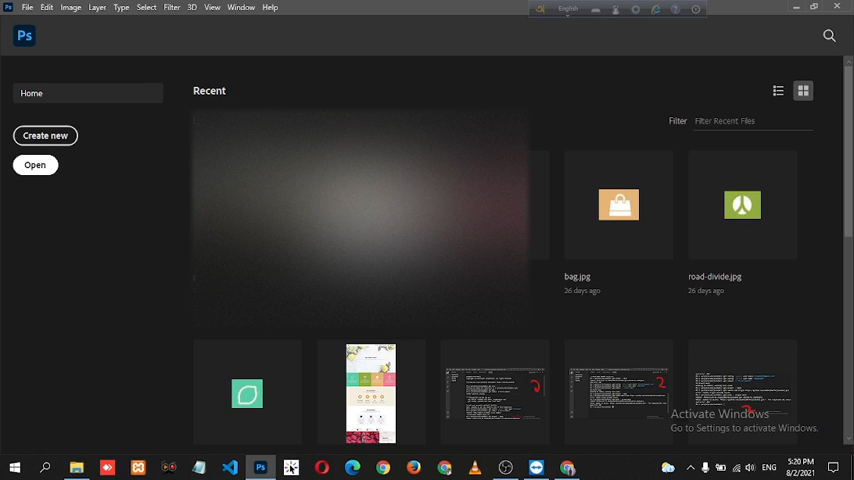 Ps File Edit Image Layer Type Select Filter 3D View Window Help
English
Ps
Home
Recent
Create new
Filter Filter Recent Files
Open
bag.jpg road-divide.jpg
26 days ago 26 days ago
Activate Windows
Go to Settings to activate Windows.
Ps ENG 5:20 PM
8/2/2021